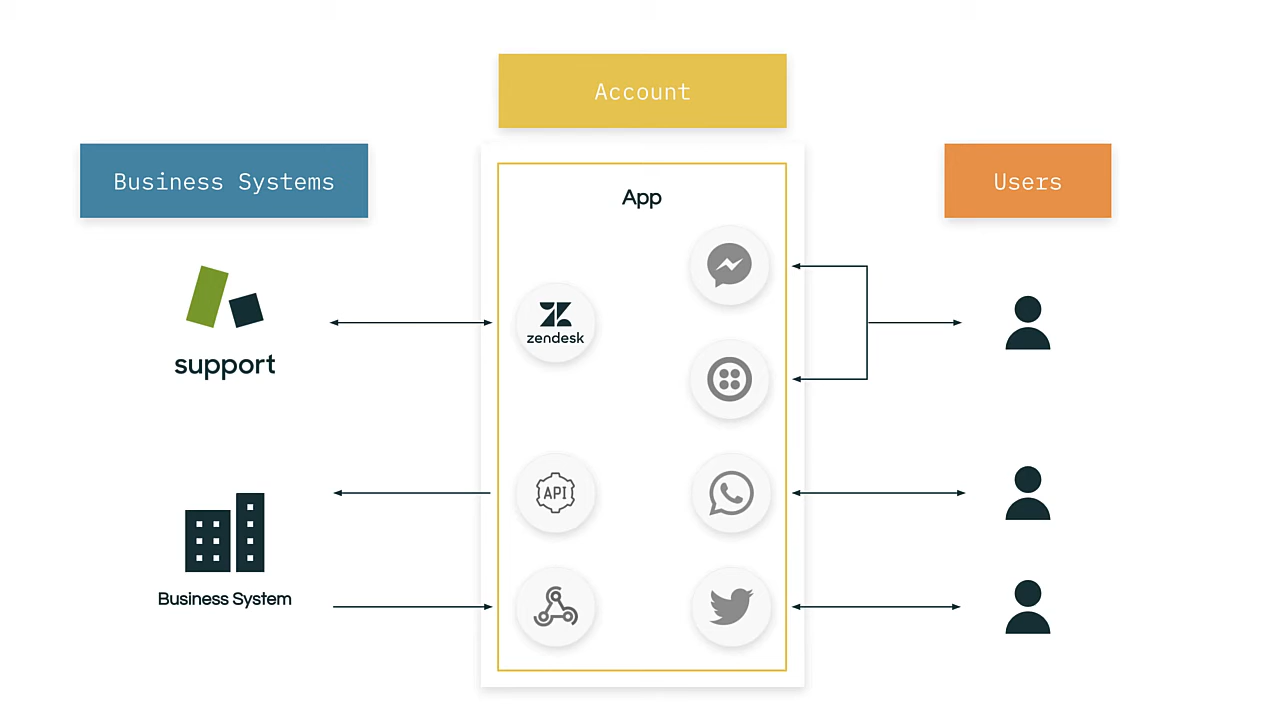 Account
Business Systems
Users
App
support
zendesk
API
Business System